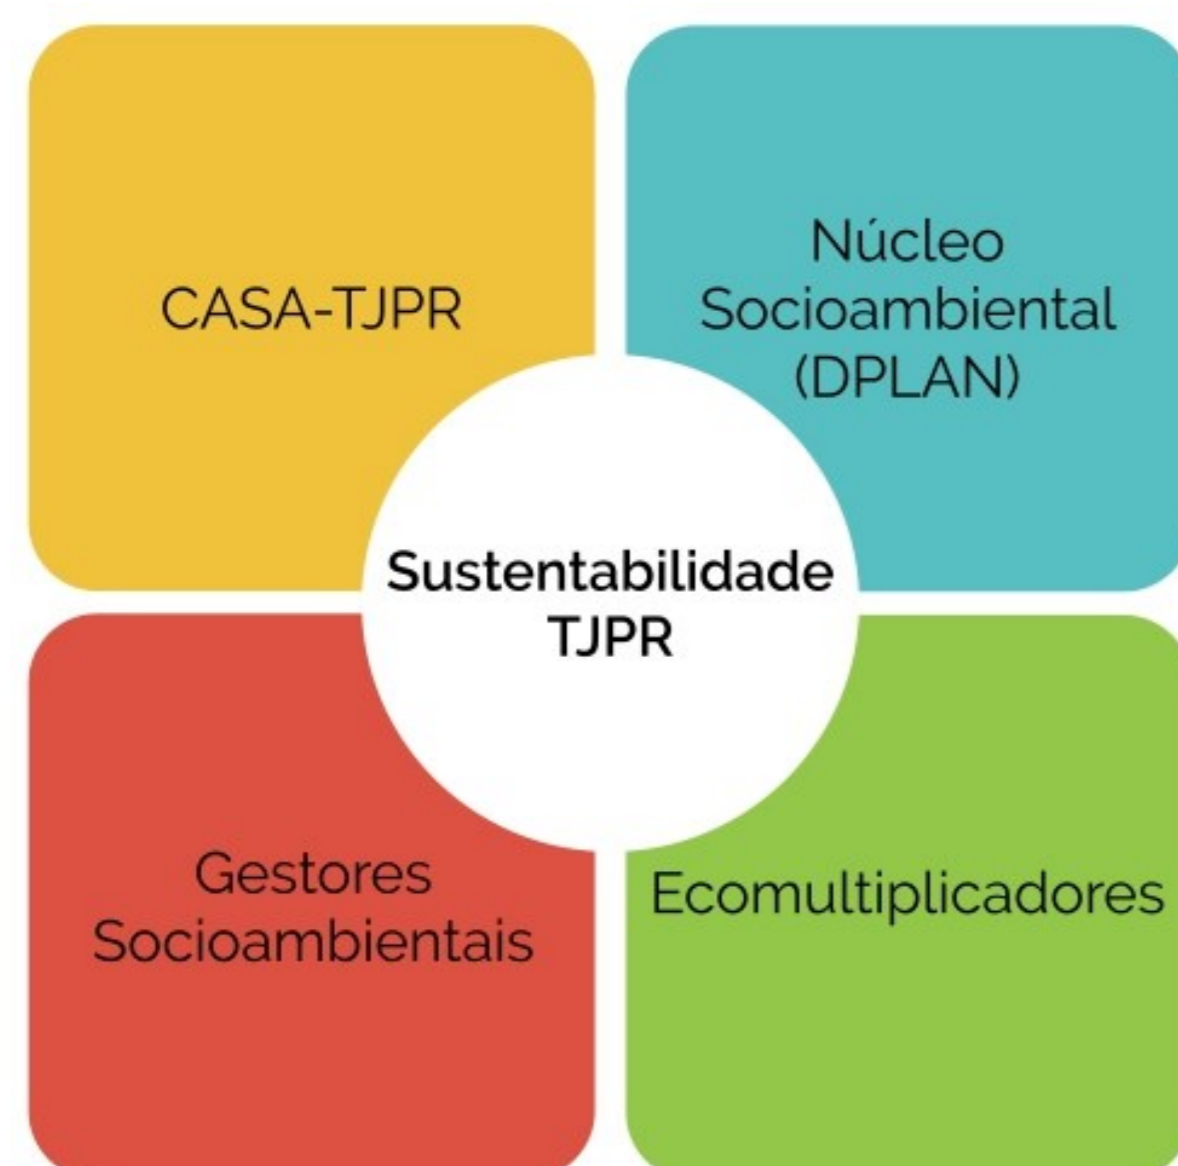 CASA-TJPR
Núcleo
Socioambiental
(DPLAN)
Sustentabilidade
TJPR
Gestores
Socioambientais
Ecomultiplicadores